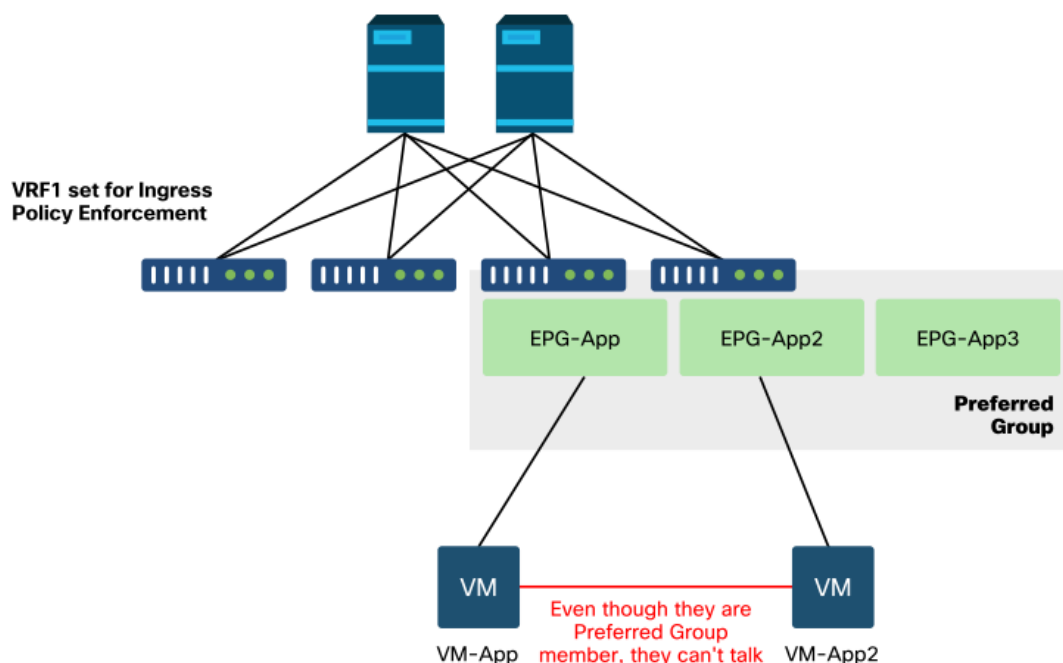 VRF1 set for Ingress
Policy Enforcement
EPG-App
EPG-App2
EPG-App3
Preferred
Group
VM
VM
Even though they are
Preferred Group
member, they can't talk
VM-App
VM-App2